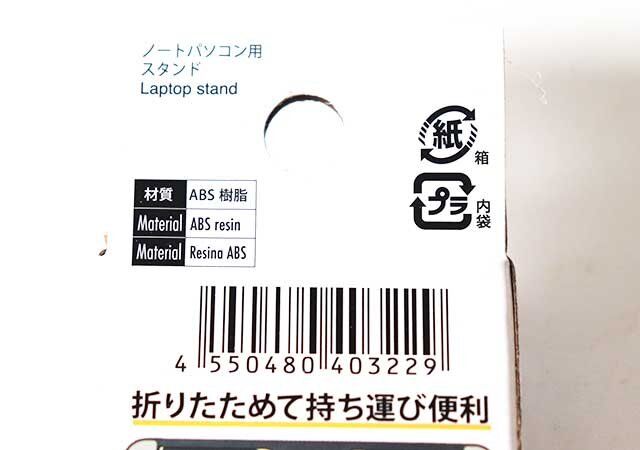 ノートパソコン用
スタンド
Laptop stand
紙
箱
プラ
内袋
材質 ABS 樹脂
Material ABS resin
Material Resina ABS
4 550480 403229
折りたためて持ち運び便利